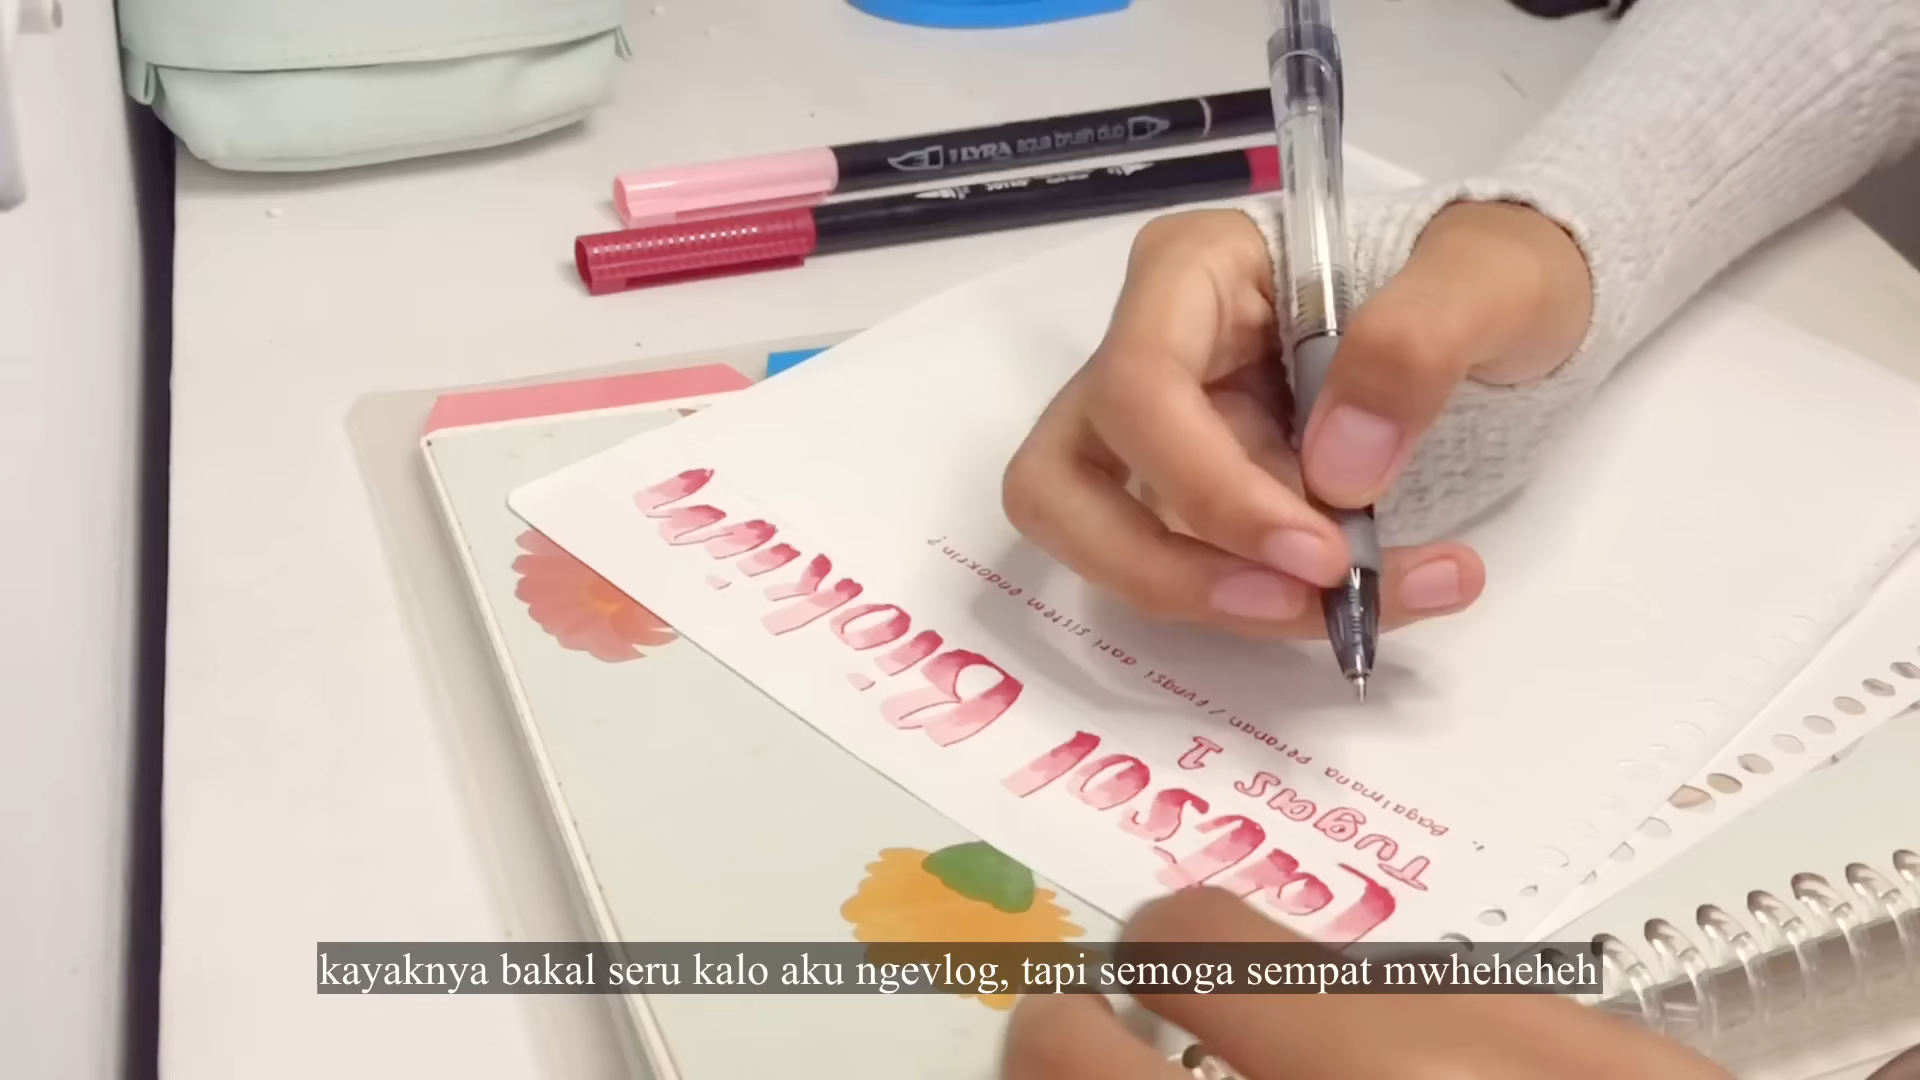 LYRA aqua brush duo
Latsol Biokim
Tugas 1
1. Bagaimana Peranan / Fungsi dari sistem endokrin?
kayaknya bakal seru kalo aku ngevlog, tapi semoga sempat mwheheheh